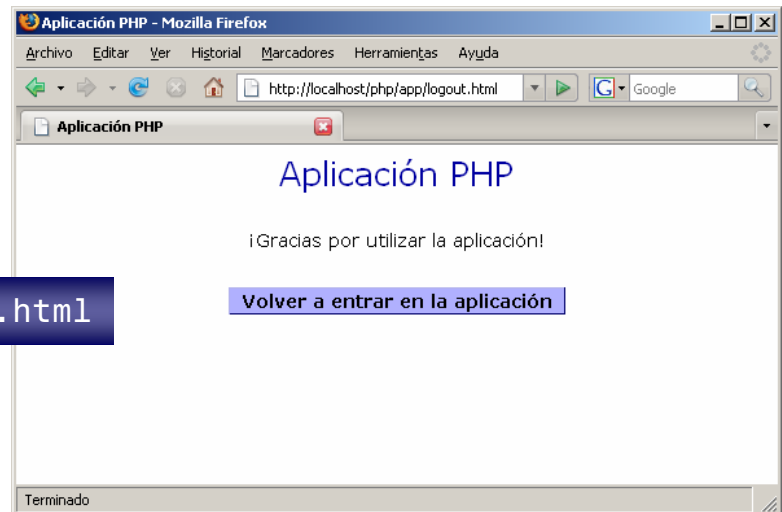 Aplicación PHP - Mozilla Firefox
Archivo Editar Ver Historial Marcadores Herramientas Ayuda
http://localhost/php/app/logout.html G Google
Aplicación PHP
Aplicación PHP
¡Gracias por utilizar la aplicación!
.html
Volver a entrar en la aplicación
Terminado